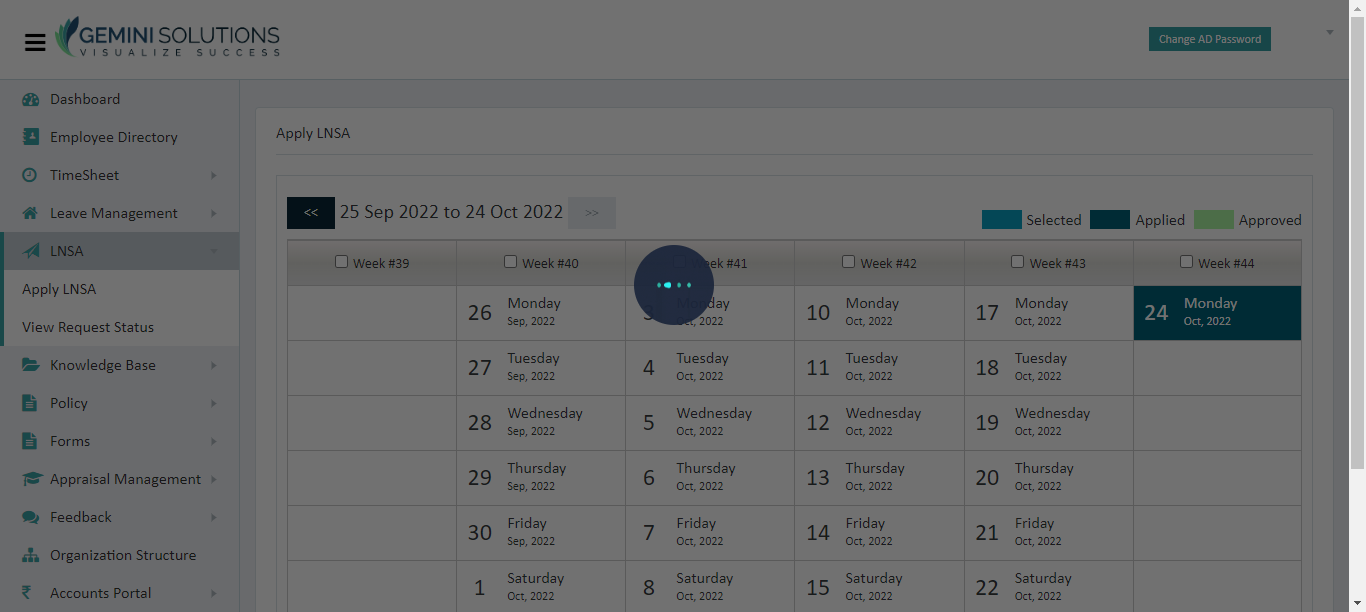 GEMINI SOLUTIONS
VISUALIZE SUCCESS
Change AD Password
Dashboard
Employee Directory
TimeSheet
Leave Management
LNSA
Apply LNSA
View Request Status
Knowledge Base
Policy
Forms
Appraisal Management
Feedback
Organization Structure
Accounts Portal
Apply LNSA
<< 25 Sep 2022 to 24 Oct 2022 >>
Selected Applied Approved
Week #39 Week #40 #41 Week #42 Week #43 Week #44
26 Monday 3 Monday 10 Monday 17 Monday 24 Monday
Sep, 2022 Oct, 2022 Oct, 2022 Oct, 2022 Oct, 2022
27 Tuesday 4 Tuesday 11 Tuesday 18 Tuesday
Sep, 2022 Oct, 2022 Oct, 2022 Oct, 2022
28 Wednesday 5 Wednesday 12 Wednesday 19 Wednesday
Sep, 2022 Oct, 2022 Oct, 2022 Oct, 2022
29 Thursday 6 Thursday 13 Thursday 20 Thursday
Sep, 2022 Oct, 2022 Oct, 2022 Oct, 2022
30 Friday 7 Friday 14 Friday 21 Friday
Sep, 2022 Oct, 2022 Oct, 2022 Oct, 2022
1 Saturday 8 Saturday 15 Saturday 22 Saturday
Oct, 2022 Oct, 2022 Oct, 2022 Oct, 2022